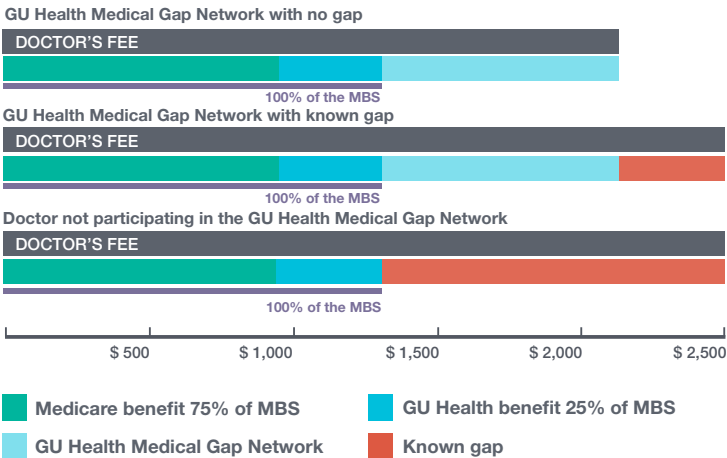 GU Health Medical Gap Network with no gap
DOCTOR’S FEE
100% of the MBS
GU Health Medical Gap Network with known gap
DOCTOR’S FEE
100% of the MBS
Doctor not participating in the GU Health Medical Gap Network
DOCTOR’S FEE
100% of the MBS
$ 500 $ 1,000 $ 1,500 $ 2,000 $ 2,500
Medicare benefit 75% of MBS GU Health benefit 25% of MBS
GU Health Medical Gap Network Known gap